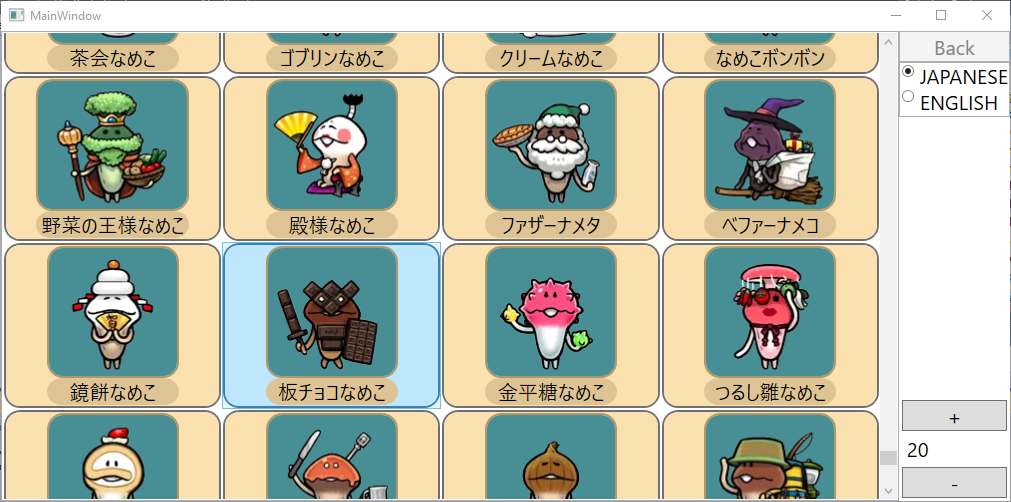 MainWindow
茶会なめこ
ゴブリンなめこ
クリームなめこ
なめこボンボン
野菜の王様なめこ
殿様なめこ
ファザーナメタ
ベファーナメコ
鏡餅なめこ
板チョコなめこ
金平糖なめこ
つるし雛なめこ
Back
JAPANESE
ENGLISH
+
20
-